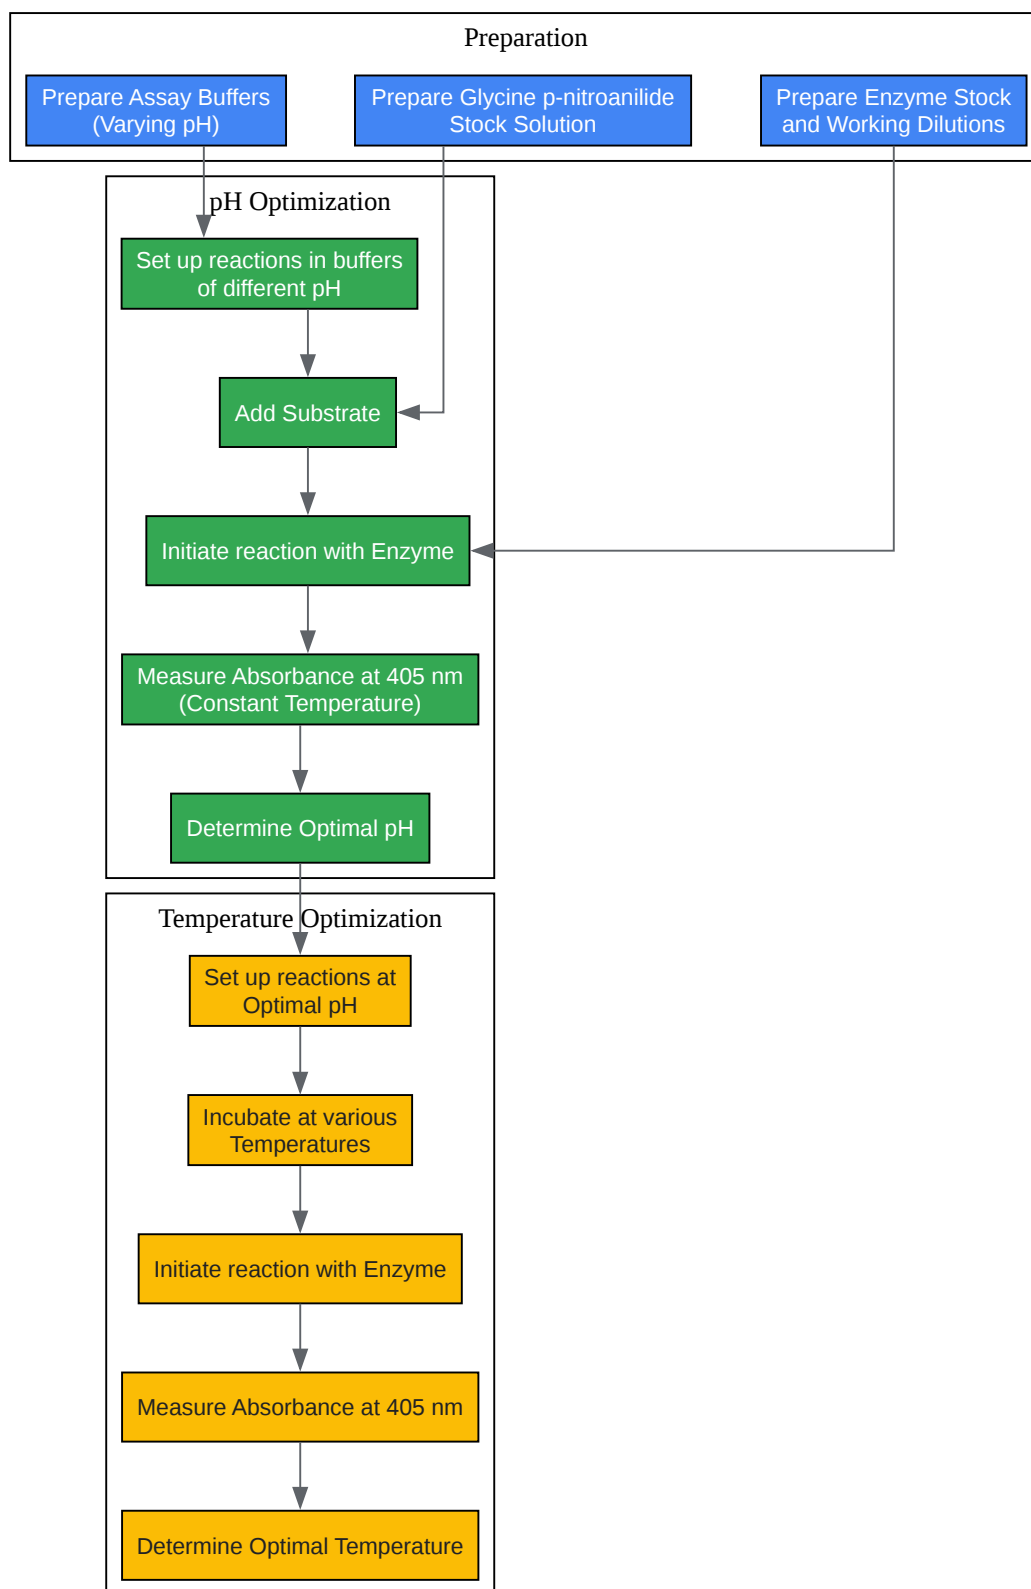 Preparation
Prepare Assay Buffers
(Varying pH)
Prepare Glycine p-nitroanilide
Stock Solution
Prepare Enzyme Stock
and Working Dilutions
pH Optimization
Set up reactions in buffers
of different pH
Add Substrate
Initiate reaction with Enzyme
Measure Absorbance at 405 nm
(Constant Temperature)
Determine Optimal pH
Temperature Optimization
Set up reactions at
Optimal pH
Incubate at various
Temperatures
Initiate reaction with Enzyme
Measure Absorbance at 405 nm
Determine Optimal Temperature